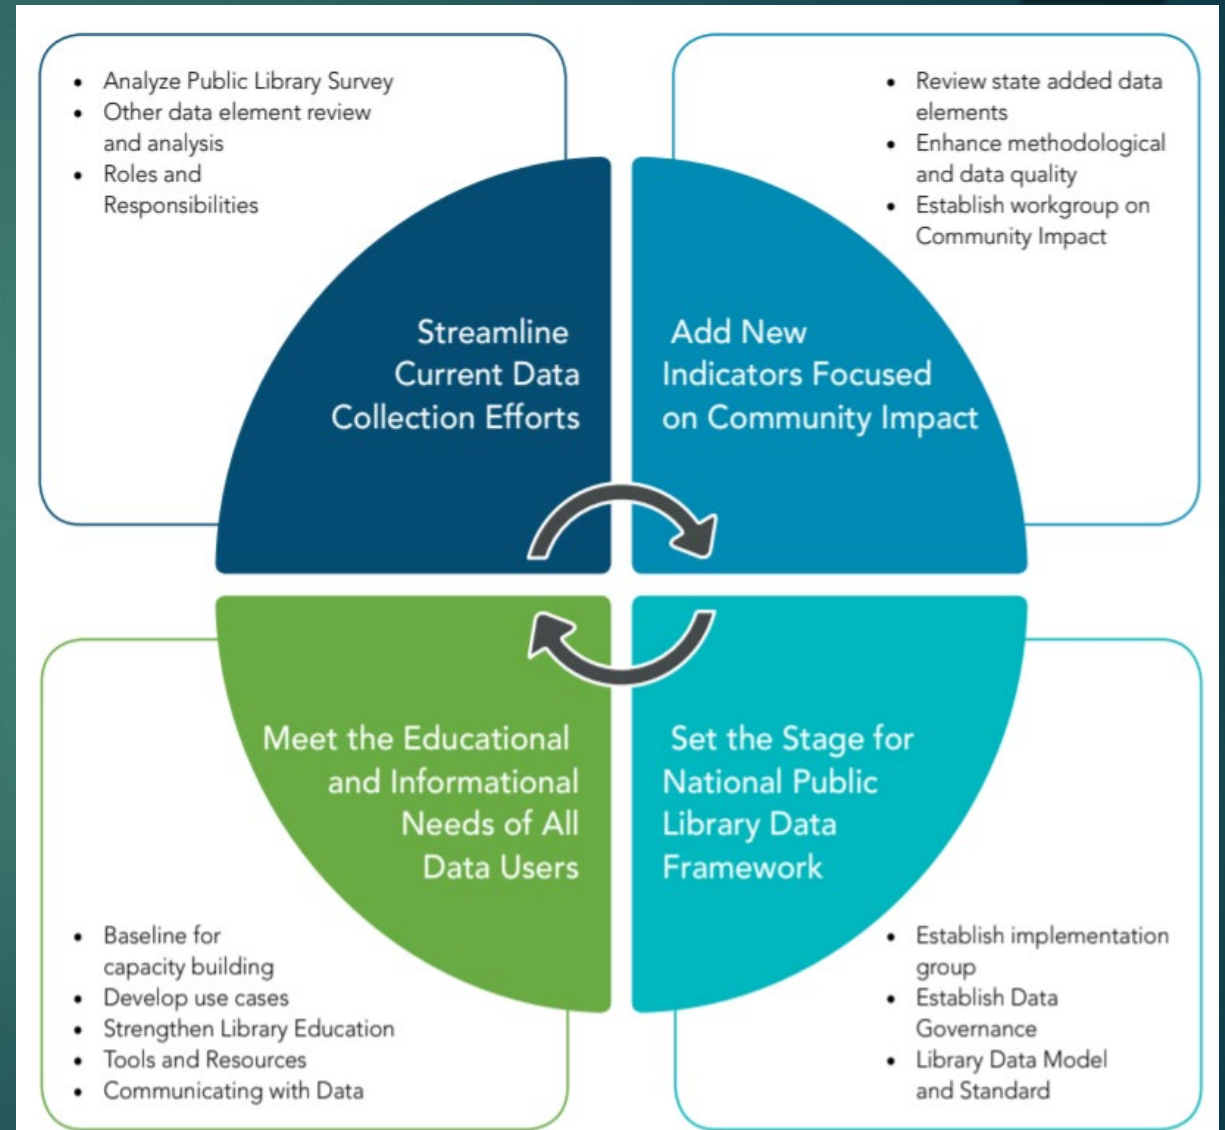 • Analyze Public Library Survey
• Other data element review
and analysis
• Roles and
Responsibilities
• Review state added data
elements
• Enhance methodological
and data quality
• Establish workgroup on
Community Impact
Streamline
Current Data
Collection Efforts
Add New
Indicators Focused
on Community Impact
Meet the Educational
and Informational
Needs of All
Data Users
Set the Stage for
National Public
Library Data
Framework
• Baseline for
capacity building
• Develop use cases
• Strengthen Library Education
• Tools and Resources
• Communicating with Data
• Establish implementation
group
• Establish Data
Governance
• Library Data Model
and Standard